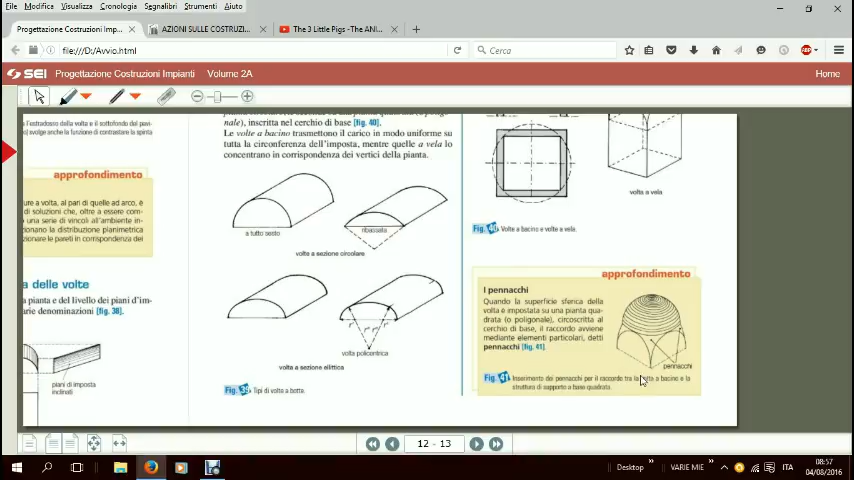 File Modifica Visualizza Cronologia Segnalibri Strumenti Aiuto
Progettazione Costruzioni Imp...
AZIONI SULLE COSTRUZI...
The 3 Little Pigs -The ANI...
file:///D:/Avvio.html
Cerca
ABP
SEI Progettazione Costruzioni Impianti Volume 2A
Home
l'estradosso della volta e il sottofondo del pavi-
) svolge anche la funzione di contrastare la spinta
approfondimento
ure a volta, al pari di quelle ad arco, è
di soluzioni che, oltre a essere com-
una serie di vincoli all'ambiente in-
zionano la distribuzione planimetrica
zionare le pareti in corrispondenza dei
a delle volte
pianta e del livello dei piani d'im-
arie denominazioni [fig. 38].
piani di imposta
inclinati
nale), inscritta nel cerchio di base [fig. 40].
Le volte a bacino trasmettono il carico in modo uniforme su
tutta la circonferenza dell'imposta, mentre quelle a vela lo
concentrano in corrispondenza dei vertici della pianta.
a tutto sesto
ribassata
volte a sezione circolare
volta policentrica
volta a sezione ellittica
Fig. 39 Tipi di volte a botte.
volta a vela
Fig. 40 Volte a bacino e volte a vela.
approfondimento
I pennacchi
Quando la superficie sferica della
volta è impostata su una pianta qua-
drata (o poligonale), circoscritta al
cerchio di base, il raccordo avviene
mediante elementi particolari, detti
pennacchi [fig. 41].
pennacchi
Fig. 41 Inserimento dei pennacchi per il raccordo tra la volta a bacino e la
struttura di supporto a base quadrata.
12 - 13
Desktop
VARIE MIE
ITA
08:57
04/08/2016